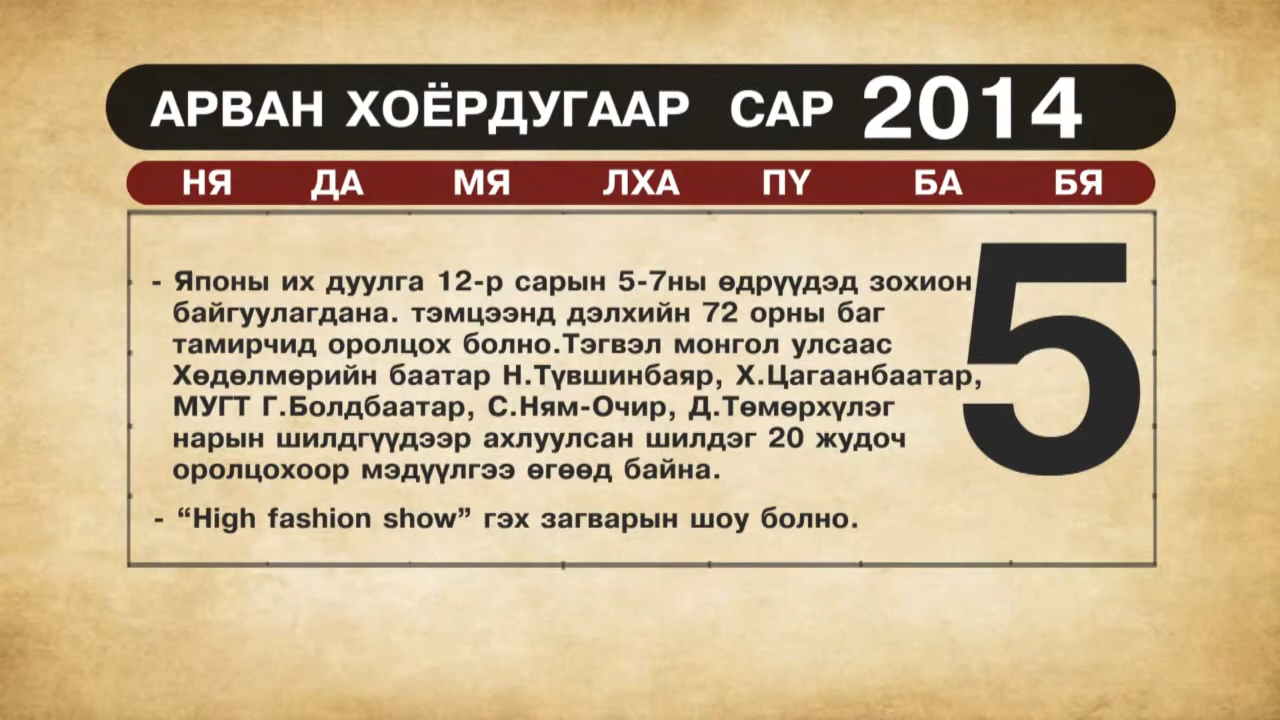 АРВАН ХОЁРДУГААР САР 2014
НЯ ДА МЯ ЛХА ПҮ БА БЯ
5
- Японы их дуулга 12-р сарын 5-7ны өдрүүдэд зохион
байгуулагдана. тэмцээнд дэлхийн 72 орны баг
тамирчид оролцох болно.Тэгвэл монгол улсаас
Хөдөлмөрийн баатар Н.Түвшинбаяр, Х.Цагаанбаатар,
МУГТ Г.Болдбаатар, С.Ням-Очир, Д.Төмөрхүлэг
нарын шилдгүүдээр ахлуулсан шилдэг 20 жудоч
оролцохоор мэдүүлгээ өгөөд байна.
- “High fashion show” гэх загварын шоу болно.